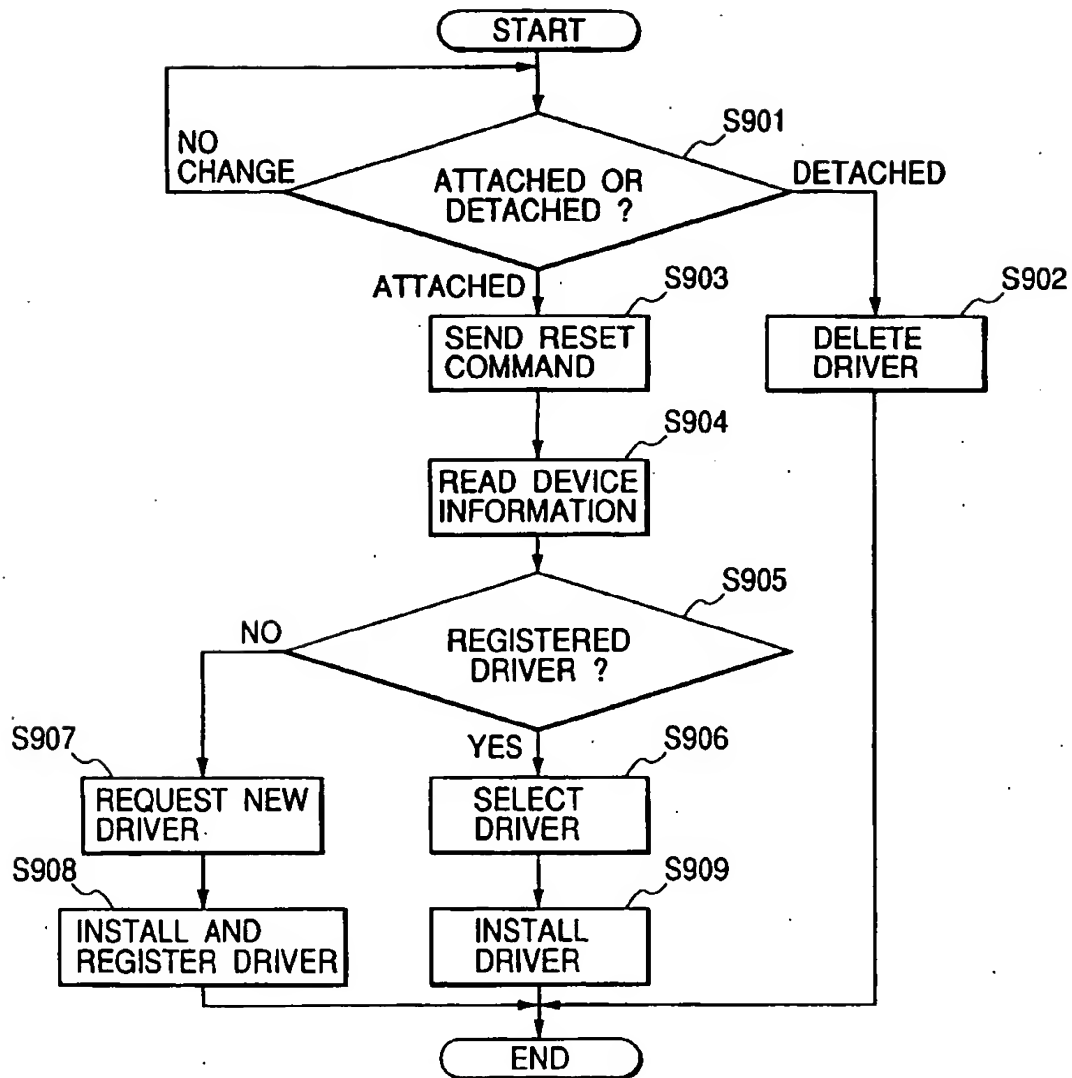 START
S901
NO
CHANGE
ATTACHED OR
DETACHED ?
DETACHED
ATTACHED
S903
S902
SEND RESET
COMMAND
DELETE
DRIVER
S904
READ DEVICE
INFORMATION
S905
NO
REGISTERED
DRIVER ?
YES
S907
S906
REQUEST NEW
DRIVER
SELECT
DRIVER
S908
S909
INSTALL AND
REGISTER DRIVER
INSTALL
DRIVER
END